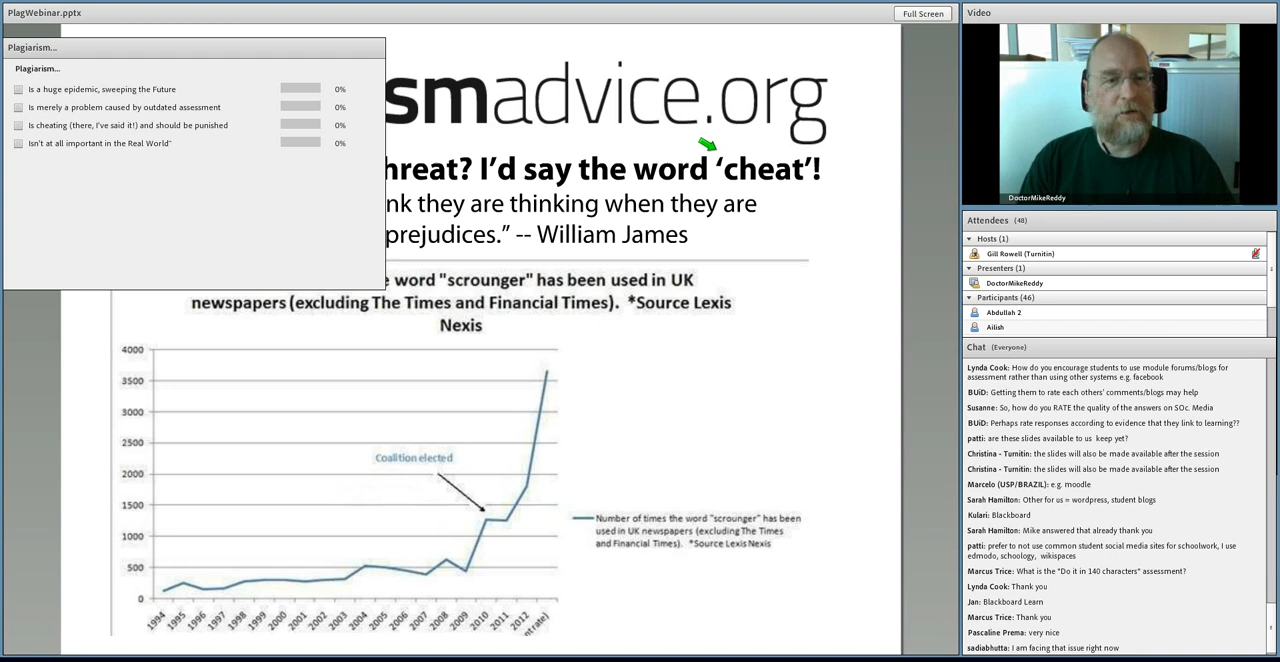 PlagWebinar.pptx
Full Screen
Plagiarism...
Plagiarism...
Is a huge epidemic, sweeping the Future 0%
Is merely a problem caused by outdated assessment 0%
Is cheating (there, I've said it!) and should be punished 0%
Isn't at all important in the Real World" 0%
smadvice.org
hreat? I'd say the word ‘cheat’!
nk they are thinking when they are
prejudices.” -- William James
e word "scrounger" has been used in UK
newspapers (excluding The Times and Financial Times). *Source Lexis
Nexis
4000
3500
3000
2500
2000
1500
1000
500
0
Coalition elected
Number of times the word "scrounger" has been
used in UK newspapers (excluding The Times
and Financial Times). *Source Lexis Nexis
1994 1995 1996 1997 1998 1999 2000 2001 2002 2003 2004 2005 2006 2007 2008 2009 2010 2011 2012 nt rate)
Video
DoctorMikeReddy
Attendees (48)
Hosts (1)
Gill Rowell (Turnitin)
Presenters (1)
DoctorMikeReddy
Participants (46)
Abdullah 2
Ailish
Chat (Everyone)
Lynda Cook: How do you encourage students to use module forums/blogs for
assessment rather than using other systems e.g. facebook
BUiD: Getting them to rate each others' comments/blogs may help
Susanne: So, how do you RATE the quality of the answers on SOc. Media
BUiD: Perhaps rate responses according to evidence that they link to learning??
patti: are these slides available to us keep yet?
Christina - Turnitin: the slides will also be made available after the session
Christina - Turnitin: the slides will also be made available after the session
Marcelo (USP/BRAZIL): e.g. moodle
Sarah Hamilton: Other for us = wordpress, student blogs
Kulari: Blackboard
Sarah Hamilton: Mike answered that already thank you
patti: prefer to not use common student social media sites for schoolwork, I use
edmodo, schoology, wikispaces
Marcus Trice: What is the "Do it in 140 characters" assessment?
Lynda Cook: Thank you
Jan: Blackboard Learn
Marcus Trice: Thank you
Pascaline Prema: very nice
sadiabhutta: I am facing that issue right now